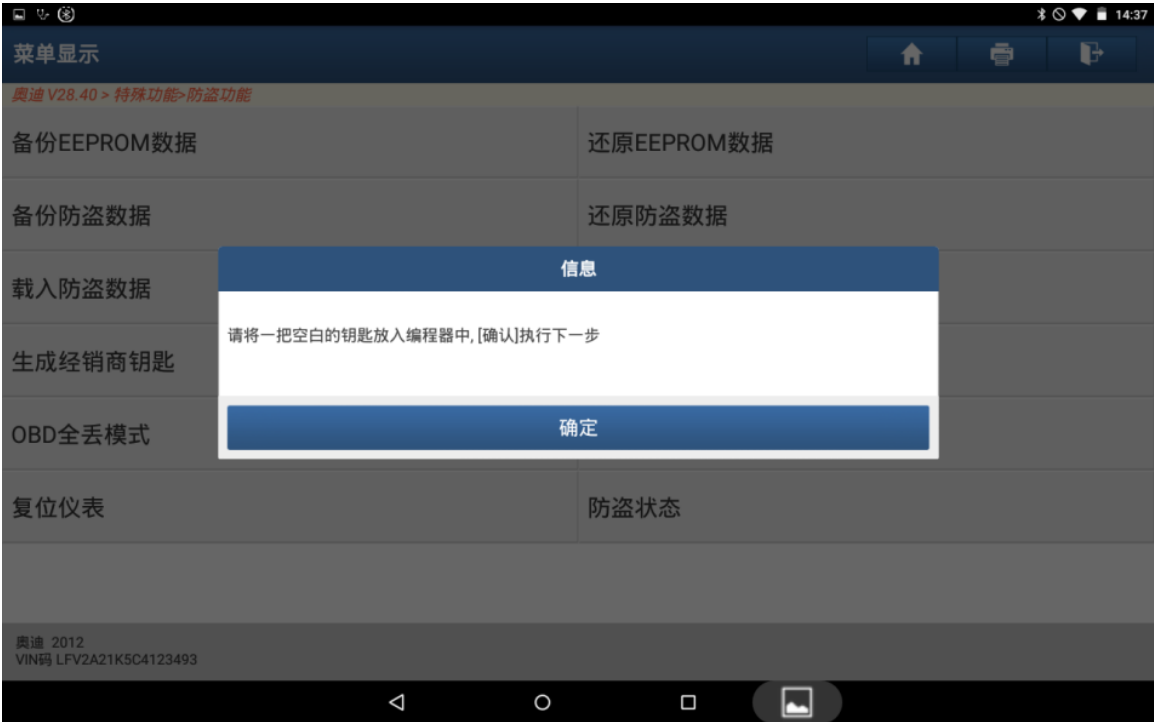 14:37
菜单显示
奥迪 V28.40 > 特殊功能>防盗功能
备份EEPROM数据
还原EEPROM数据
备份防盗数据
还原防盗数据
载入防盗数据
信息
请将一把空白的钥匙放入编程器中, [确认]执行下一步
生成经销商钥匙
确定
OBD全丢模式
复位仪表
防盗状态
奥迪 2012
VIN码 LFV2A21K5C4123493